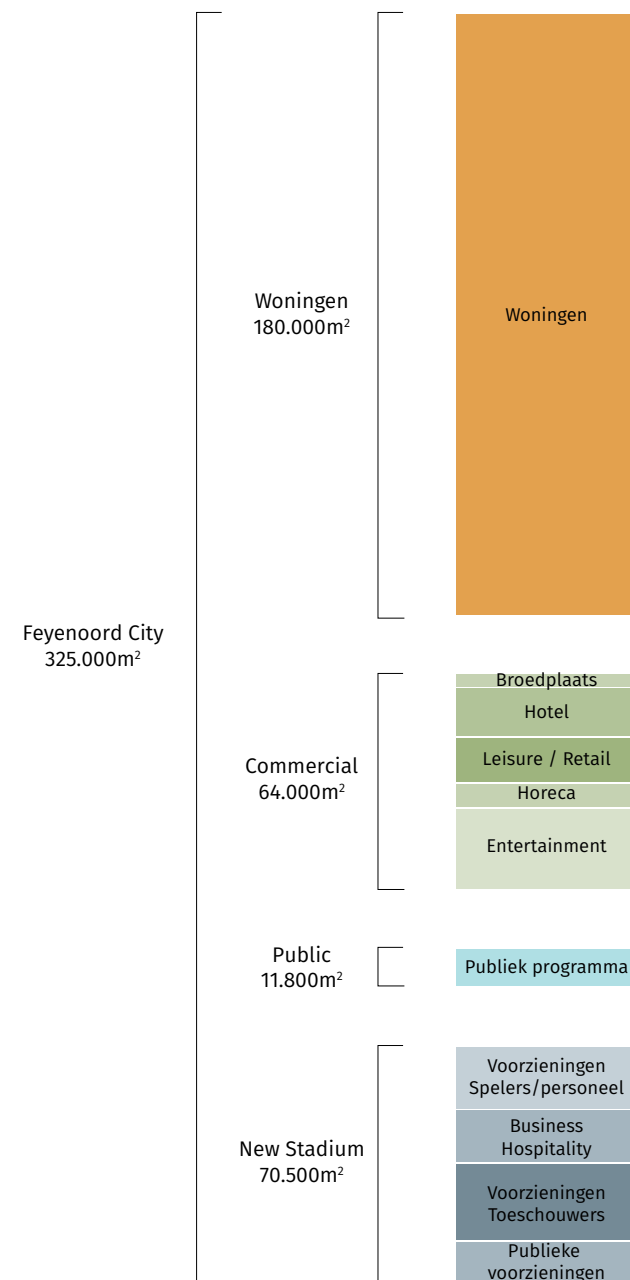 Feyenoord City
325.000m²
Woningen
180.000m²
Woningen
Commercial
64.000m²
Broedplaats
Hotel
Leisure / Retail
Horeca
Entertainment
Public
11.800m²
Publiek programma
New Stadium
70.500m²
Voorzieningen
Spelers/personeel
Business
Hospitality
Voorzieningen
Toeschouwers
Publieke
voorzieningen